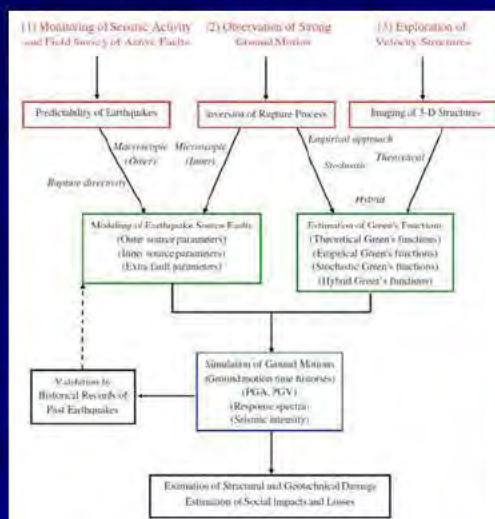 (1) Monitoring of Seismic Activity
and Field Survey of Active Faults
(2) Observation of Strong
Ground Motion
(3) Exploration of
Velocity-Structures
Predictability of Earthquakes
Inversion of Rupture Process
Imaging of 3-D Structures
Macroscopic
(Outer)
Microscopic
(Inner)
Empirical approach
Stochastic
Theoretical
Rupture directivity
Hybrid
Modeling of Earthquake Source Faults
(Outer source parameters)
(Inner source parameters)
(Extra fault parameters)
Estimation of Green's Functions
(Theoretical Green's functions)
(Empirical Green's functions)
(Stochastic Green's functions)
(Hybrid Green's functions)
Simulation of Ground Motions
(Ground motion time histories)
(PGA, PGV)
(Response spectra)
(Seismic intensity)
Validation by
Historical Records of
Past Earthquakes
Estimation of Structural and Geotechnical Damage
Estimation of Social Impacts and Losses